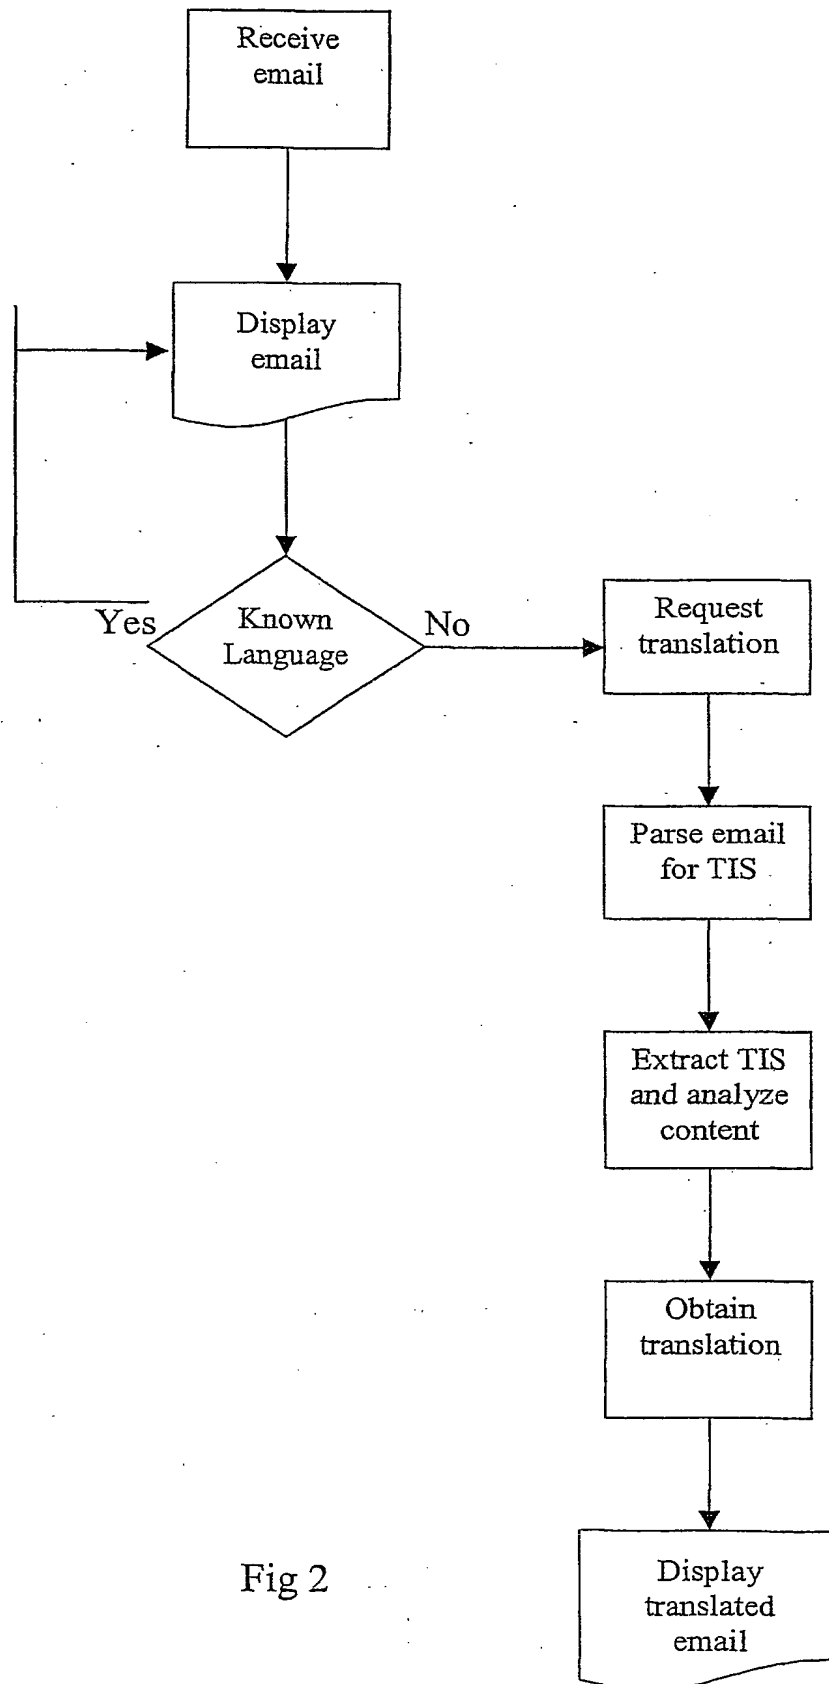 Receive
email
Display
email
Yes
Known
Language
No
Request
translation
Parse email
for TIS
Extract TIS
and analyze
content
Obtain
translation
Display
translated
email
Fig 2